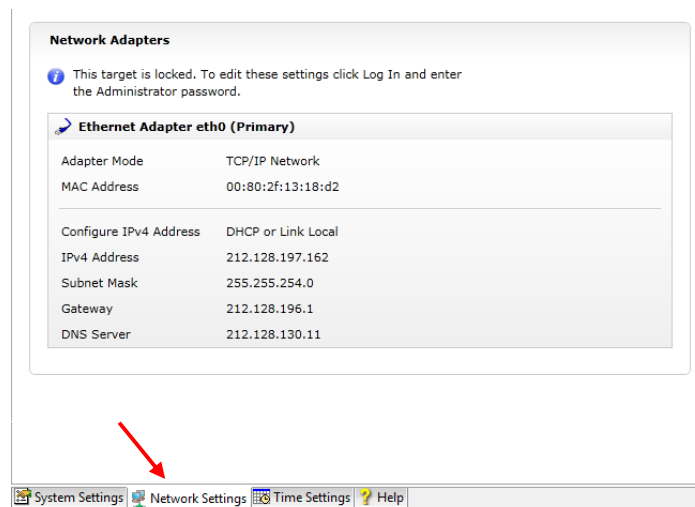 Network Adapters
This target is locked. To edit these settings click Log In and enter
the Administrator password.
Ethernet Adapter eth0 (Primary)
Adapter Mode TCP/IP Network
MAC Address 00:80:2f:13:18:d2
Configure IPv4 Address DHCP or Link Local
IPv4 Address 212.128.197.162
Subnet Mask 255.255.254.0
Gateway 212.128.196.1
DNS Server 212.128.130.11
System Settings Network Settings Time Settings Help